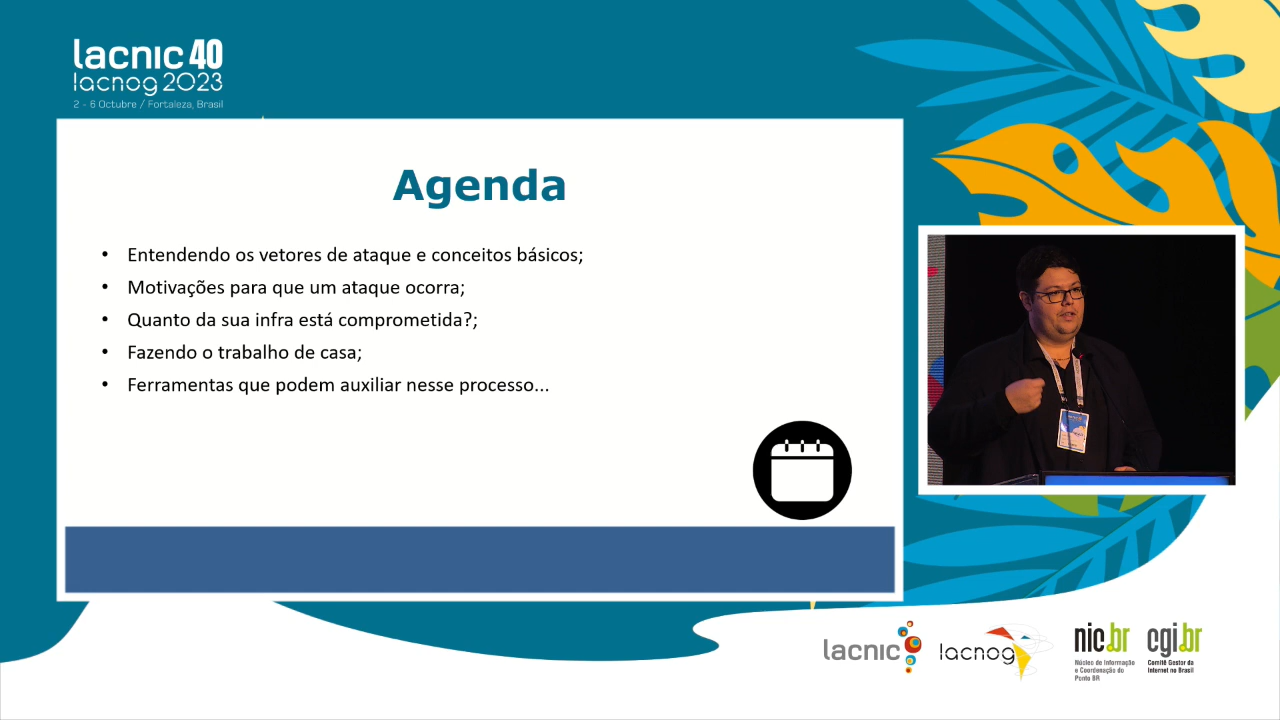 lacnic 40
lacnog 2023
2 - 6 Octubre / Fortaleza, Brasil
Agenda
• Entendendo os vetores de ataque e conceitos básicos;
• Motivações para que um ataque ocorra;
• Quanto da sua infra está comprometida?;
• Fazendo o trabalho de casa;
• Ferramentas que podem auxiliar nesse processo...
lacnic
lacnog
nic.br
Núcleo de Informação
e Coordenação do
Ponto BR
cgi.br
Comitê Gestor da
Internet no Brasil